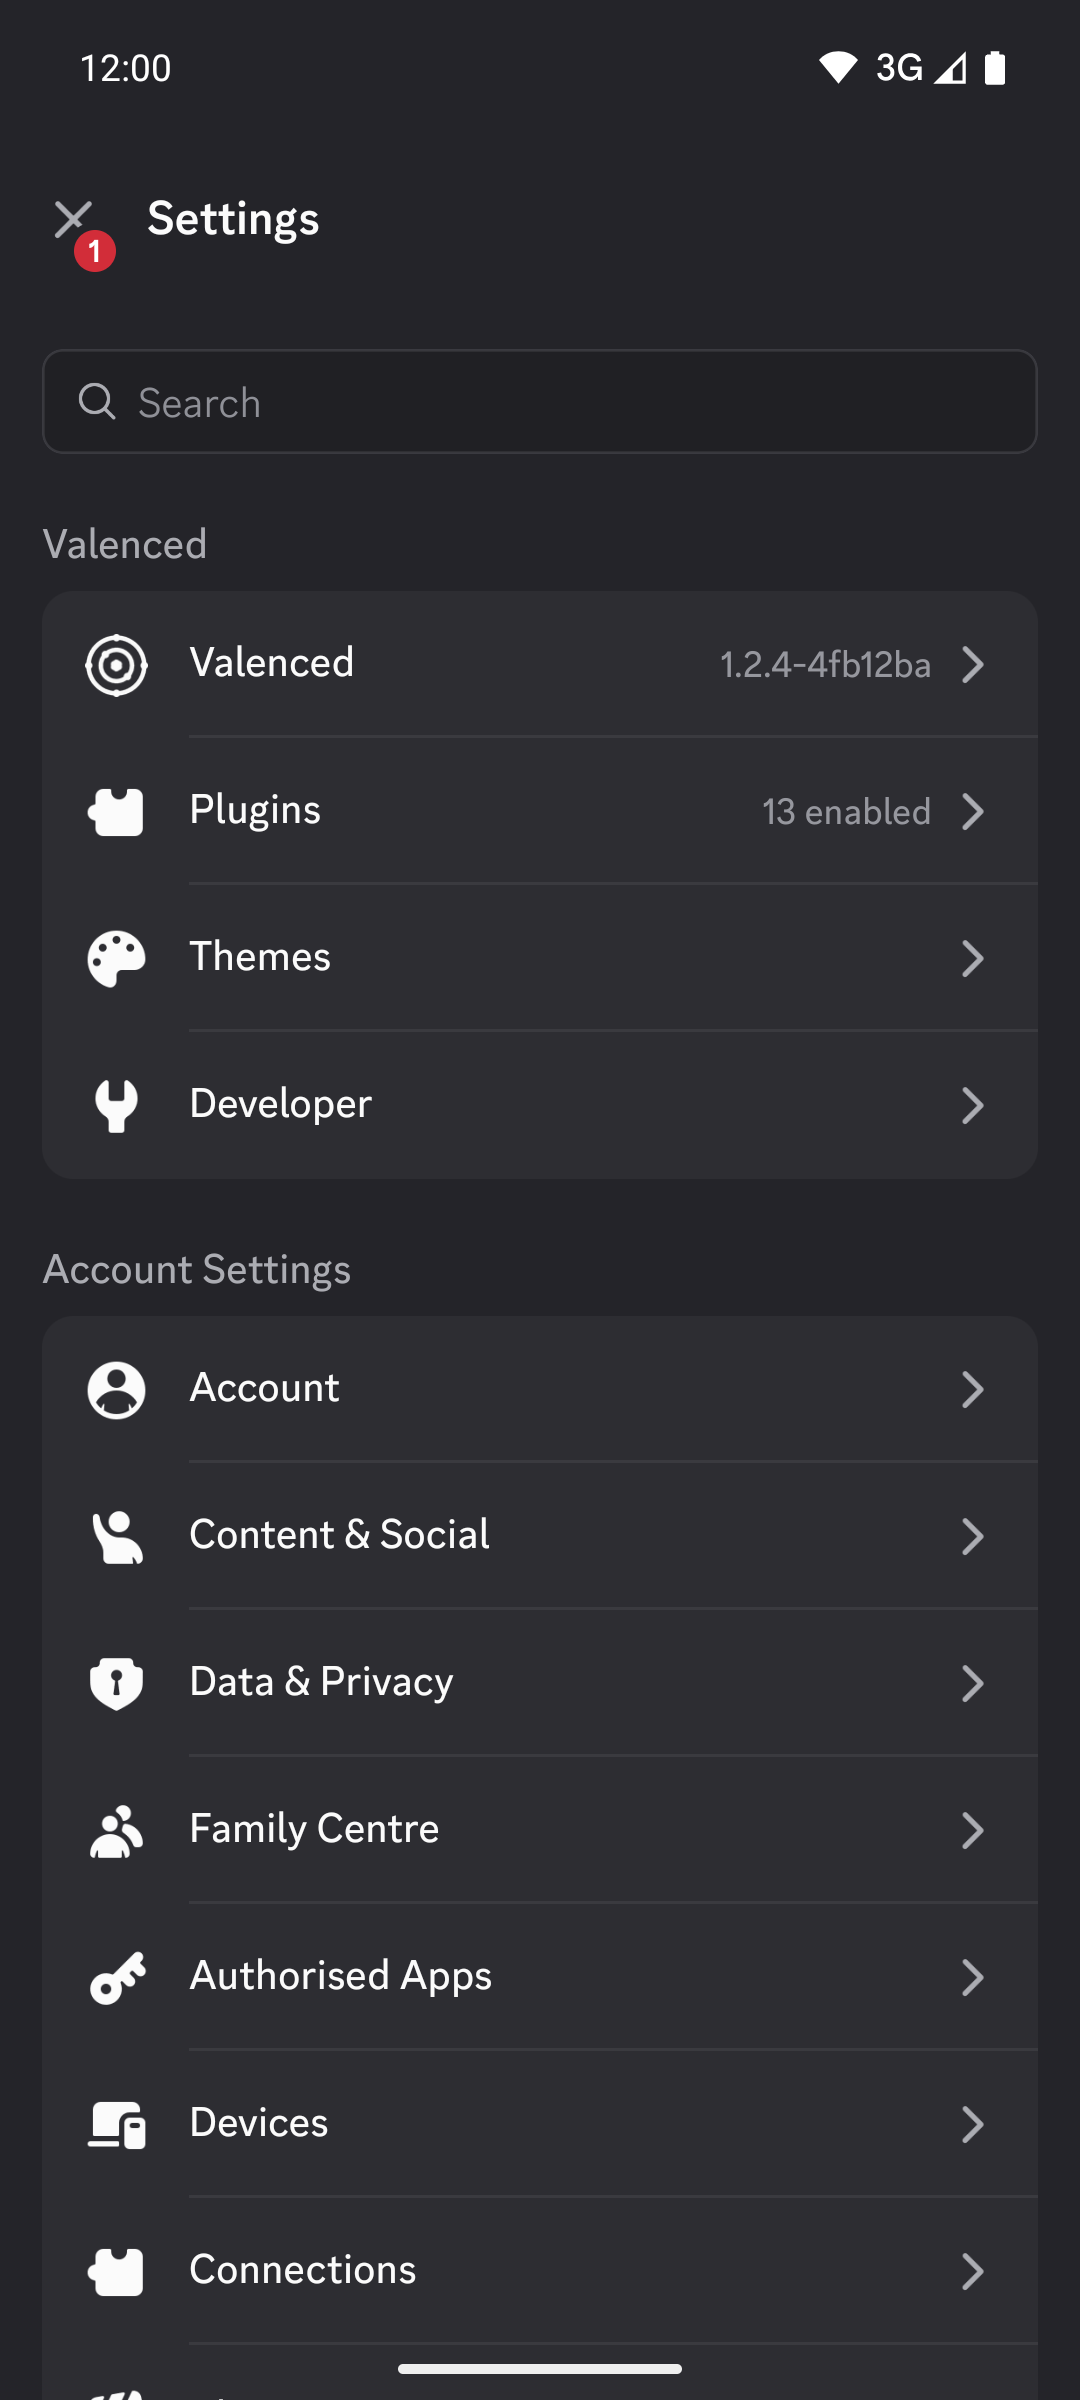 12:00
3G
1
Settings
Search
Valenced
Valenced 1.2.4-4fb12ba
Plugins 13 enabled
Themes
Developer
Account Settings
Account
Content & Social
Data & Privacy
Family Centre
Authorised Apps
Devices
Connections